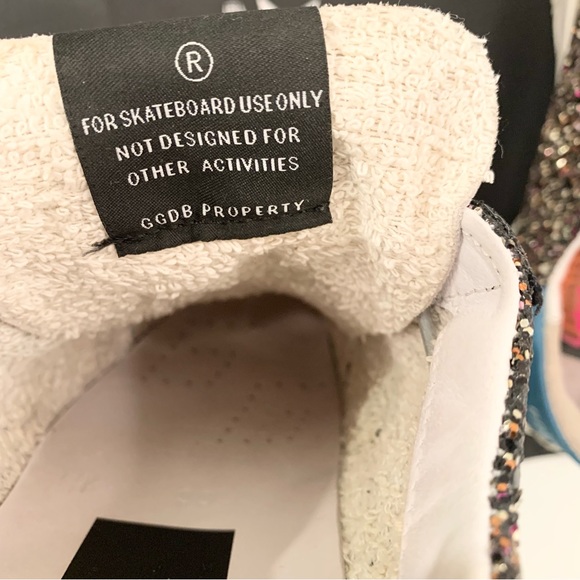 ®
FOR SKATEBOARD USE ONLY
NOT DESIGNED FOR
OTHER ACTIVITIES
GGDB PROPERTY